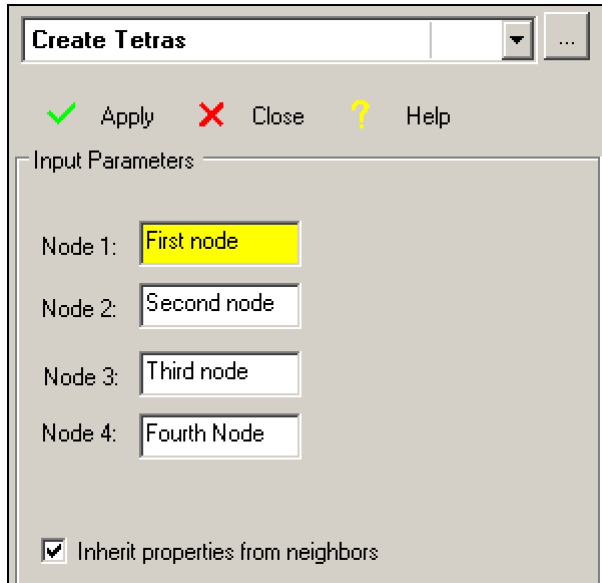 Create Tetras ...
Apply Close ? Help
Input Parameters
Node 1: First node
Node 2: Second node
Node 3: Third node
Node 4: Fourth Node
Inherit properties from neighbors